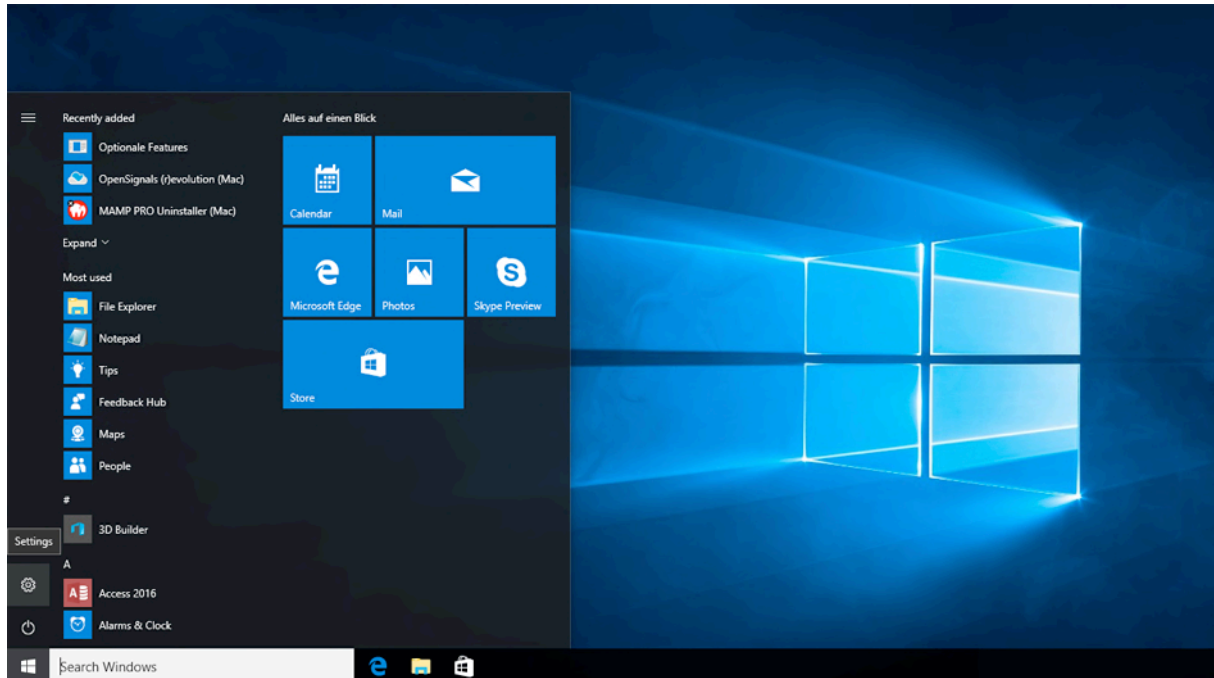 Recently added
Optionale Features
OpenSignals (r)evolution (Mac)
MAMP PRO Uninstaller (Mac)
Expand
Most used
File Explorer
Notepad
Tips
Feedback Hub
Maps
People
#
3D Builder
Settings
A
Access 2016
Alarms & Clock
Alles auf einen Blick
Calendar
Mail
Microsoft Edge
Photos
Skype Preview
Store
Search Windows